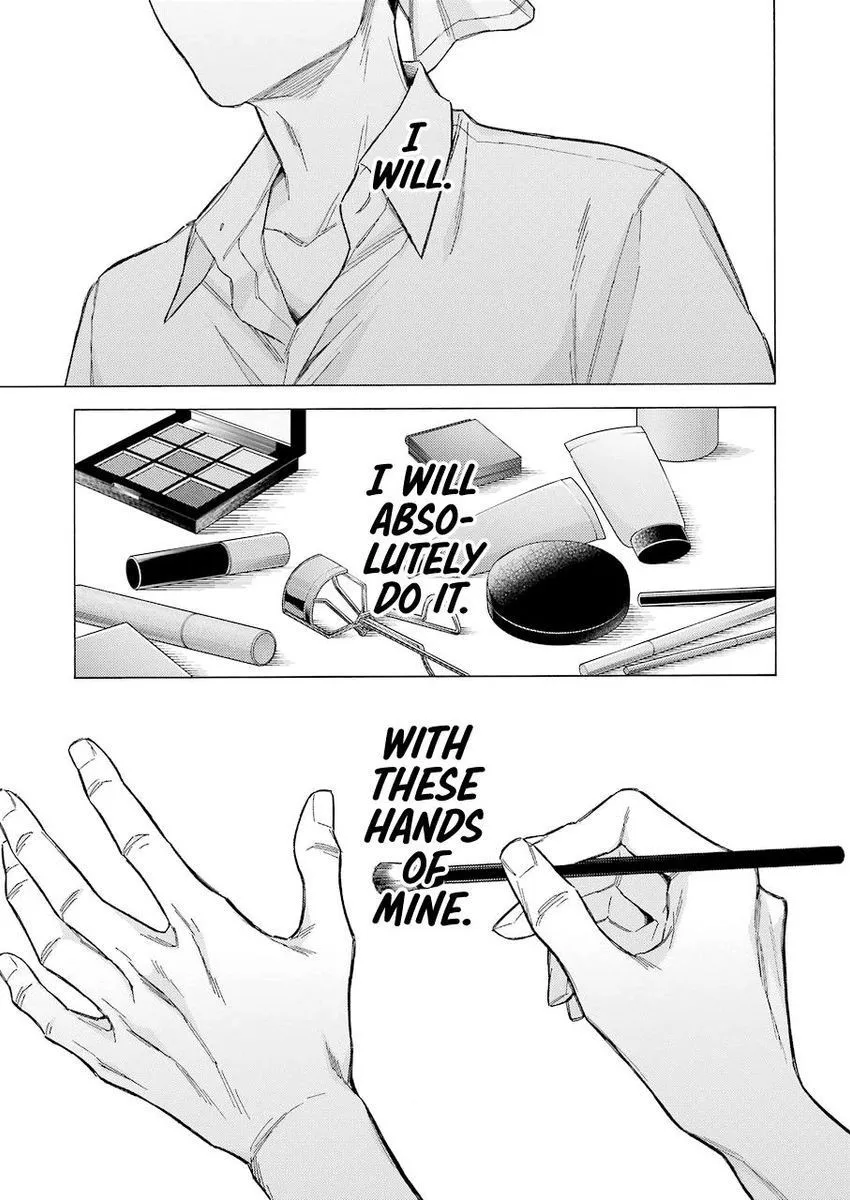 I
WILL.
I WILL
ABSO-
LUTELY
DO IT.
WITH
THESE
HANDS
OF
MINE.